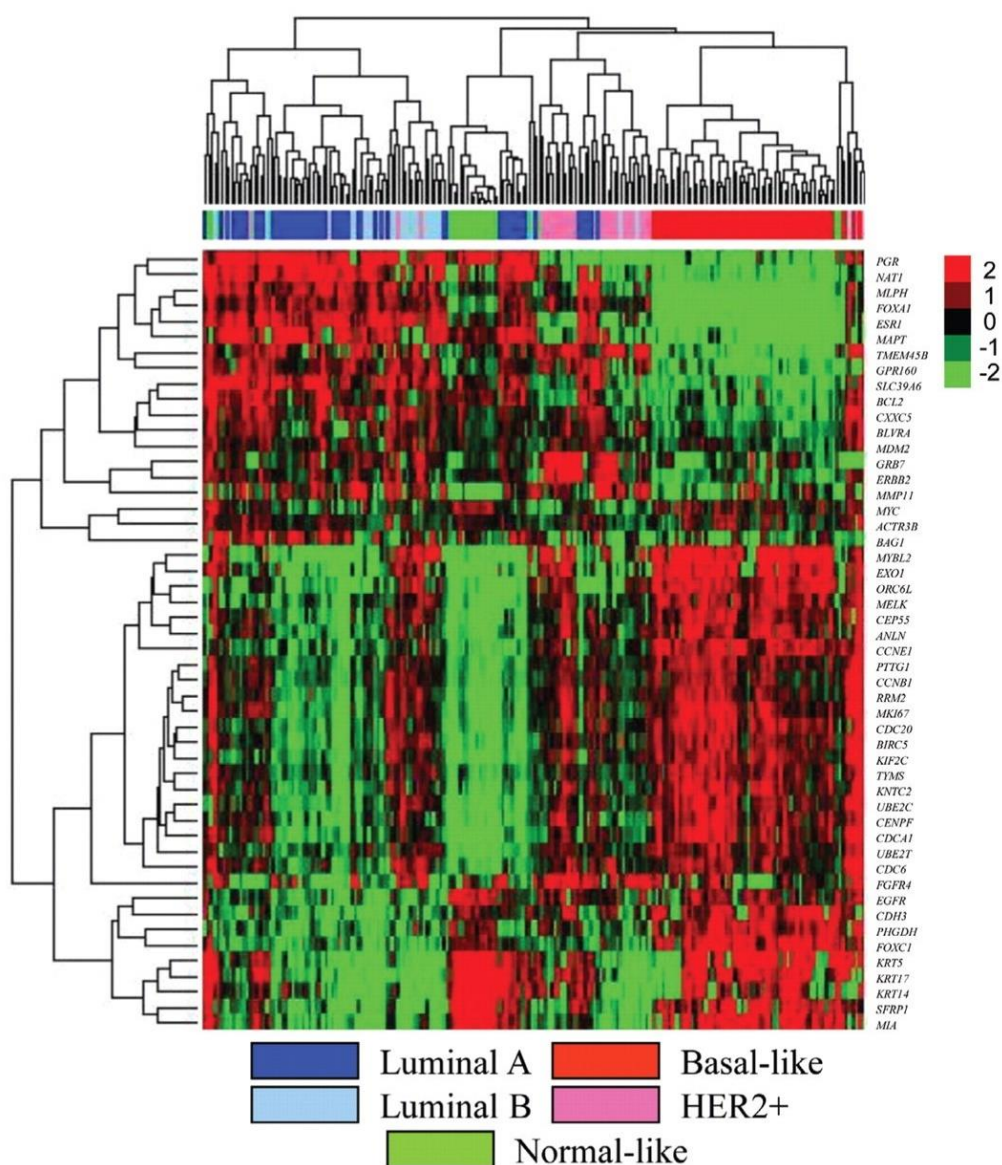 PGR
NAT1
MLPH
FOXA1
ESR1
MAPT
TMEM45B
GPR160
SLC39A6
BCL2
CXXC5
BLVRA
MDM2
GRB7
ERBB2
MMP11
MYC
ACTR3B
BAG1
MYBL2
EXO1
ORC6L
MELK
CEP55
ANLN
CCNE1
PTTG1
CCNB1
RRM2
MKI67
CDC20
BIRC5
KIF2C
TYMS
KNTC2
UBE2C
CENPF
CDCA1
UBE2T
CDC6
FGFR4
EGFR
CDH3
PHGDH
FOXC1
KRT5
KRT17
KRT14
SFRP1
MIA
2
1
0
-1
-2
Luminal A
Basal-like
Luminal B
HER2+
Normal-like